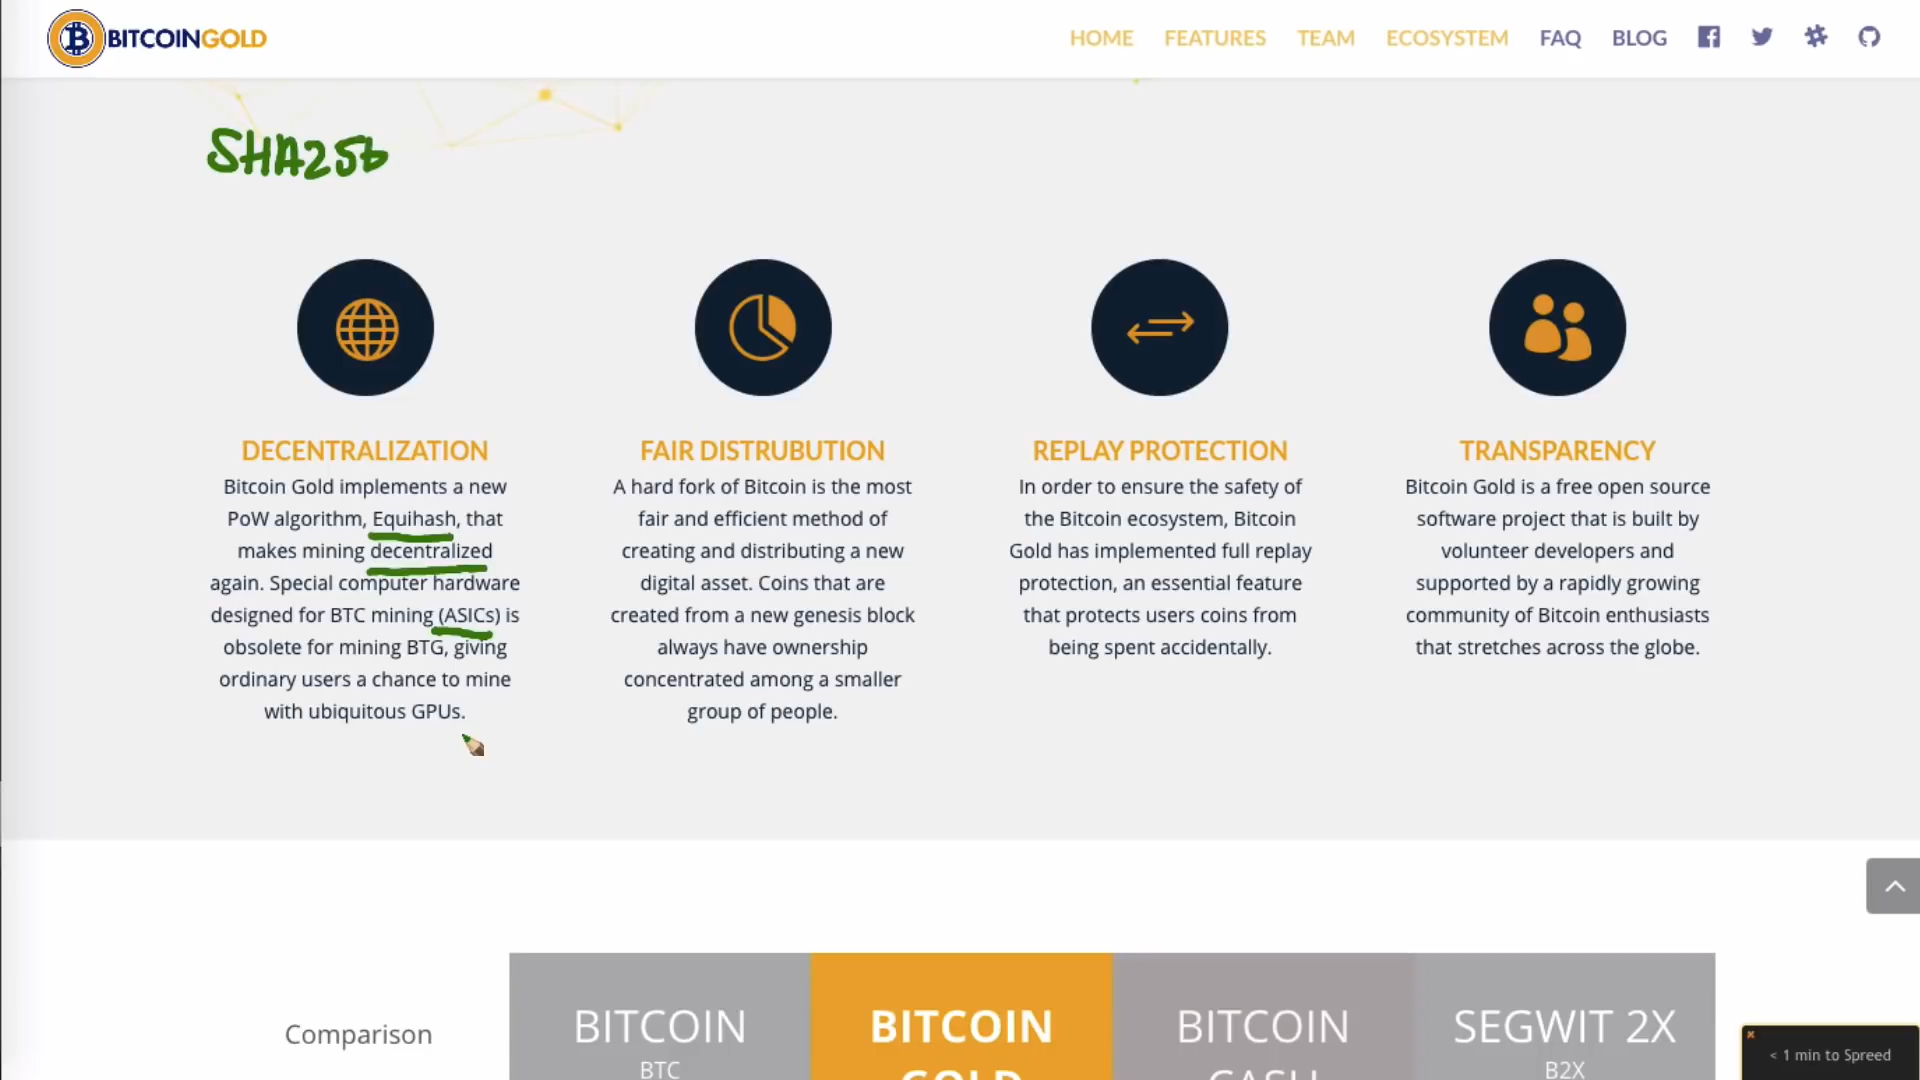 BITCOINGOLD
HOME FEATURES TEAM ECOSYSTEM FAQ BLOG
SHA256
DECENTRALIZATION
Bitcoin Gold implements a new
PoW algorithm, Equihash, that
makes mining decentralized
again. Special computer hardware
designed for BTC mining (ASICs) is
obsolete for mining BTG, giving
ordinary users a chance to mine
with ubiquitous GPUs.
FAIR DISTRUBUTION
A hard fork of Bitcoin is the most
fair and efficient method of
creating and distributing a new
digital asset. Coins that are
created from a new genesis block
always have ownership
concentrated among a smaller
group of people.
REPLAY PROTECTION
In order to ensure the safety of
the Bitcoin ecosystem, Bitcoin
Gold has implemented full replay
protection, an essential feature
that protects users coins from
being spent accidentally.
TRANSPARENCY
Bitcoin Gold is a free open source
software project that is built by
volunteer developers and
supported by a rapidly growing
community of Bitcoin enthusiasts
that stretches across the globe.
Comparison
BITCOIN
BTC
BITCOIN
GOLD
BITCOIN
CASH
SEGWIT 2X
B2X
< 1 min to Spreed